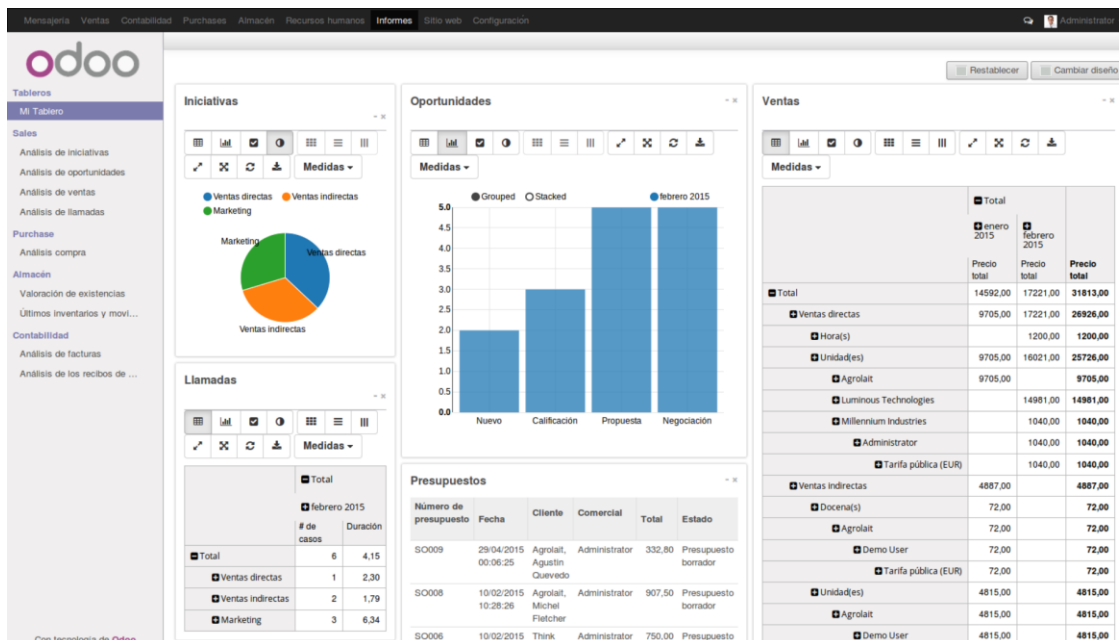 Mensajería Ventas Contabilidad Purchases Almacén Recursos humanos Informes Sitio web Configuración Administrator
odoo
Tableros
Mi Tablero
Sales
Análisis de iniciativas
Análisis de oportunidades
Análisis de ventas
Análisis de llamadas
Purchase
Análisis compra
Almacén
Valoración de existencias
Últimos inventarios y movi...
Contabilidad
Análisis de facturas
Análisis de los recibos de ...
Con tecnología de Odoo
Restablecer Cambiar diseño
Iniciativas
Medidas
Ventas directas Ventas indirectas
Marketing
Marketing
Ventas directas
Ventas indirectas
Llamadas
Medidas
Total
febrero 2015
# de casos Duración
Total 6 4,15
Ventas directas 1 2,30
Ventas indirectas 2 1,79
Marketing 3 6,34
Oportunidades
Medidas
Grouped Stacked febrero 2015
5.0
4.5
4.0
3.5
3.0
2.5
2.0
1.5
1.0
0.5
0.0
Nuevo Calificación Propuesta Negociación
Presupuestos
Número de presupuesto Fecha Cliente Comercial Total Estado
SO009 29/04/2015 00:06:25 Agrolait, Agustin Quevedo Administrator 332,80 Presupuesto borrador
SO008 10/02/2015 10:28:26 Agrolait, Michel Fletcher Administrator 907,50 Presupuesto borrador
SO006 10/02/2015 Think Administrator 750,00 Presupuesto
Ventas
Medidas
Total
enero 2015 febrero 2015
Precio total Precio total Precio total
Total 14592,00 17221,00 31813,00
Ventas directas 9705,00 17221,00 26926,00
Hora(s) 1200,00 1200,00
Unidad(es) 9705,00 16021,00 25726,00
Agrolait 9705,00 9705,00
Luminous Technologies 14981,00 14981,00
Millennium Industries 1040,00 1040,00
Administrator 1040,00 1040,00
Tarifa pública (EUR) 1040,00 1040,00
Ventas indirectas 4887,00 4887,00
Docena(s) 72,00 72,00
Agrolait 72,00 72,00
Demo User 72,00 72,00
Tarifa pública (EUR) 72,00 72,00
Unidad(es) 4815,00 4815,00
Agrolait 4815,00 4815,00
Demo User 4815,00 4815,00